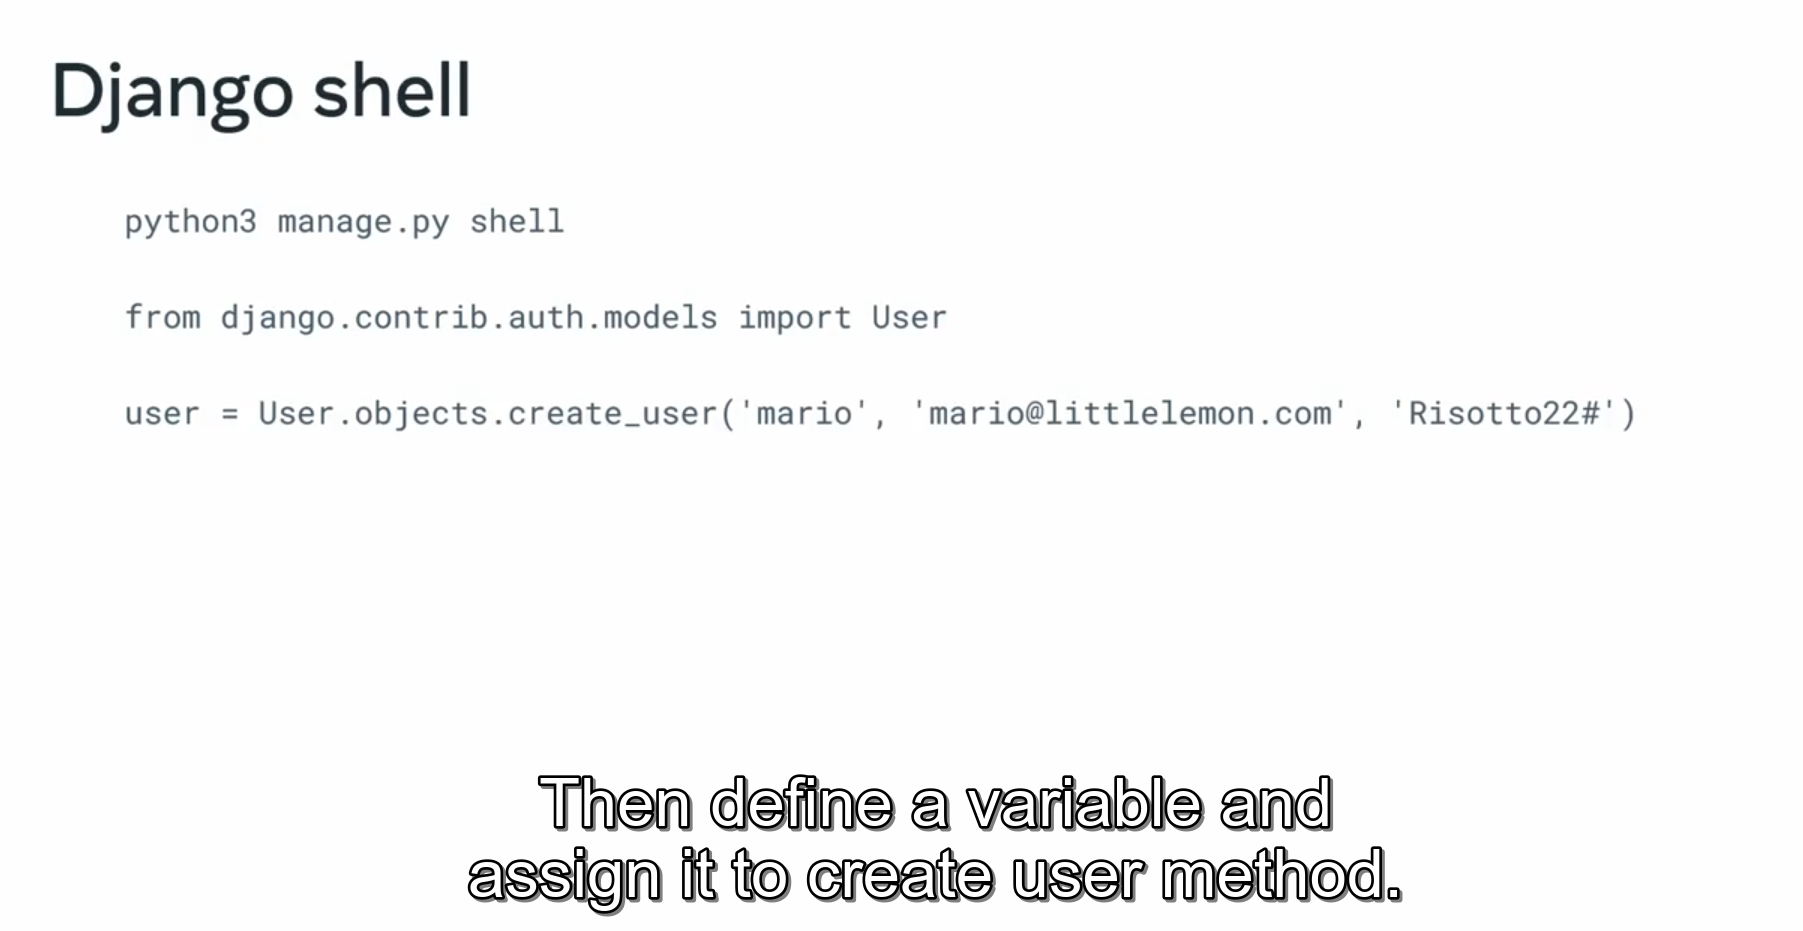 Django shell
python3 manage.py shell
from django.contrib.auth.models import User
user = User.objects.create_user('mario', 'mario@littlelemon.com', 'Risotto22#')
Then define a variable and
assign it to create user method.